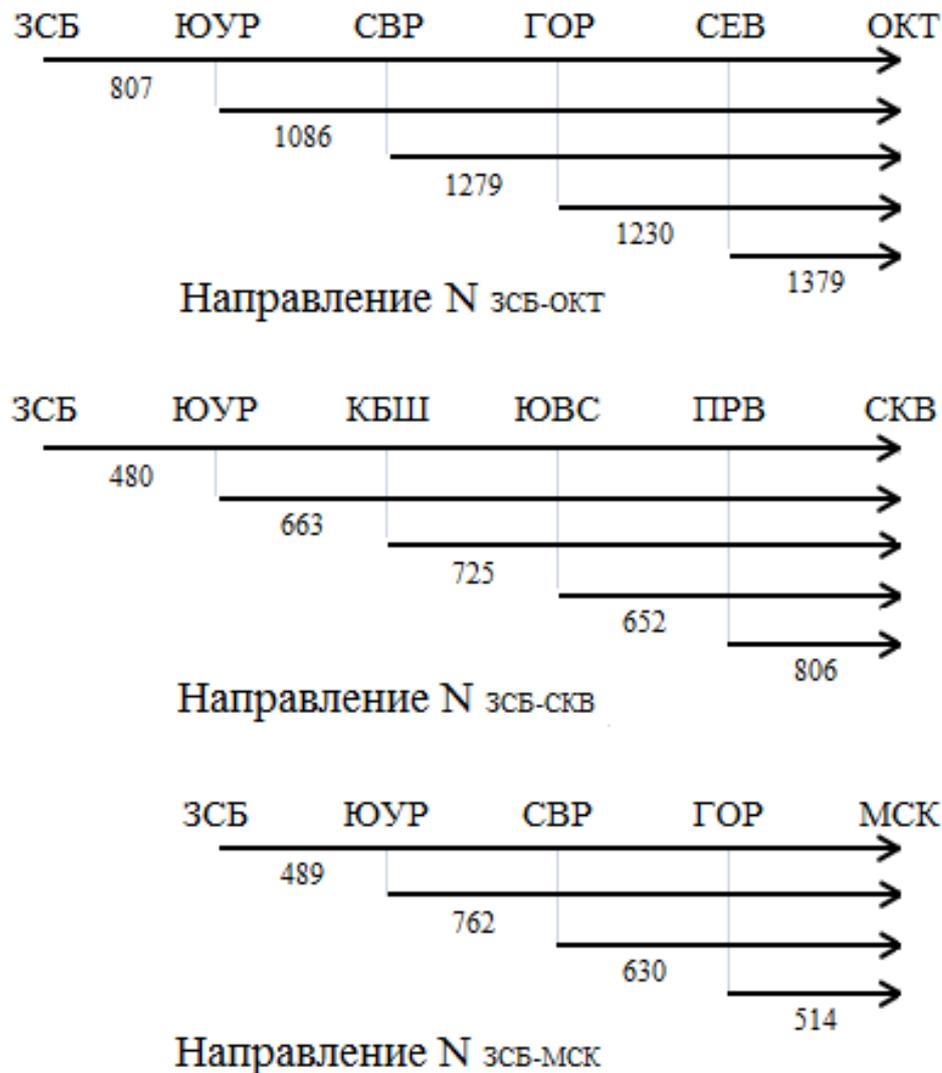 ЗСБ ЮУР СВР ГОР СЕВ ОКТ
807
1086
1279
1230
1379
Направление N ЗСБ-ОКТ
ЗСБ ЮУР КБШ ЮВС ПРВ СКВ
480
663
725
652
806
Направление N ЗСБ-СКВ
ЗСБ ЮУР СВР ГОР МСК
489
762
630
514
Направление N ЗСБ-МСК